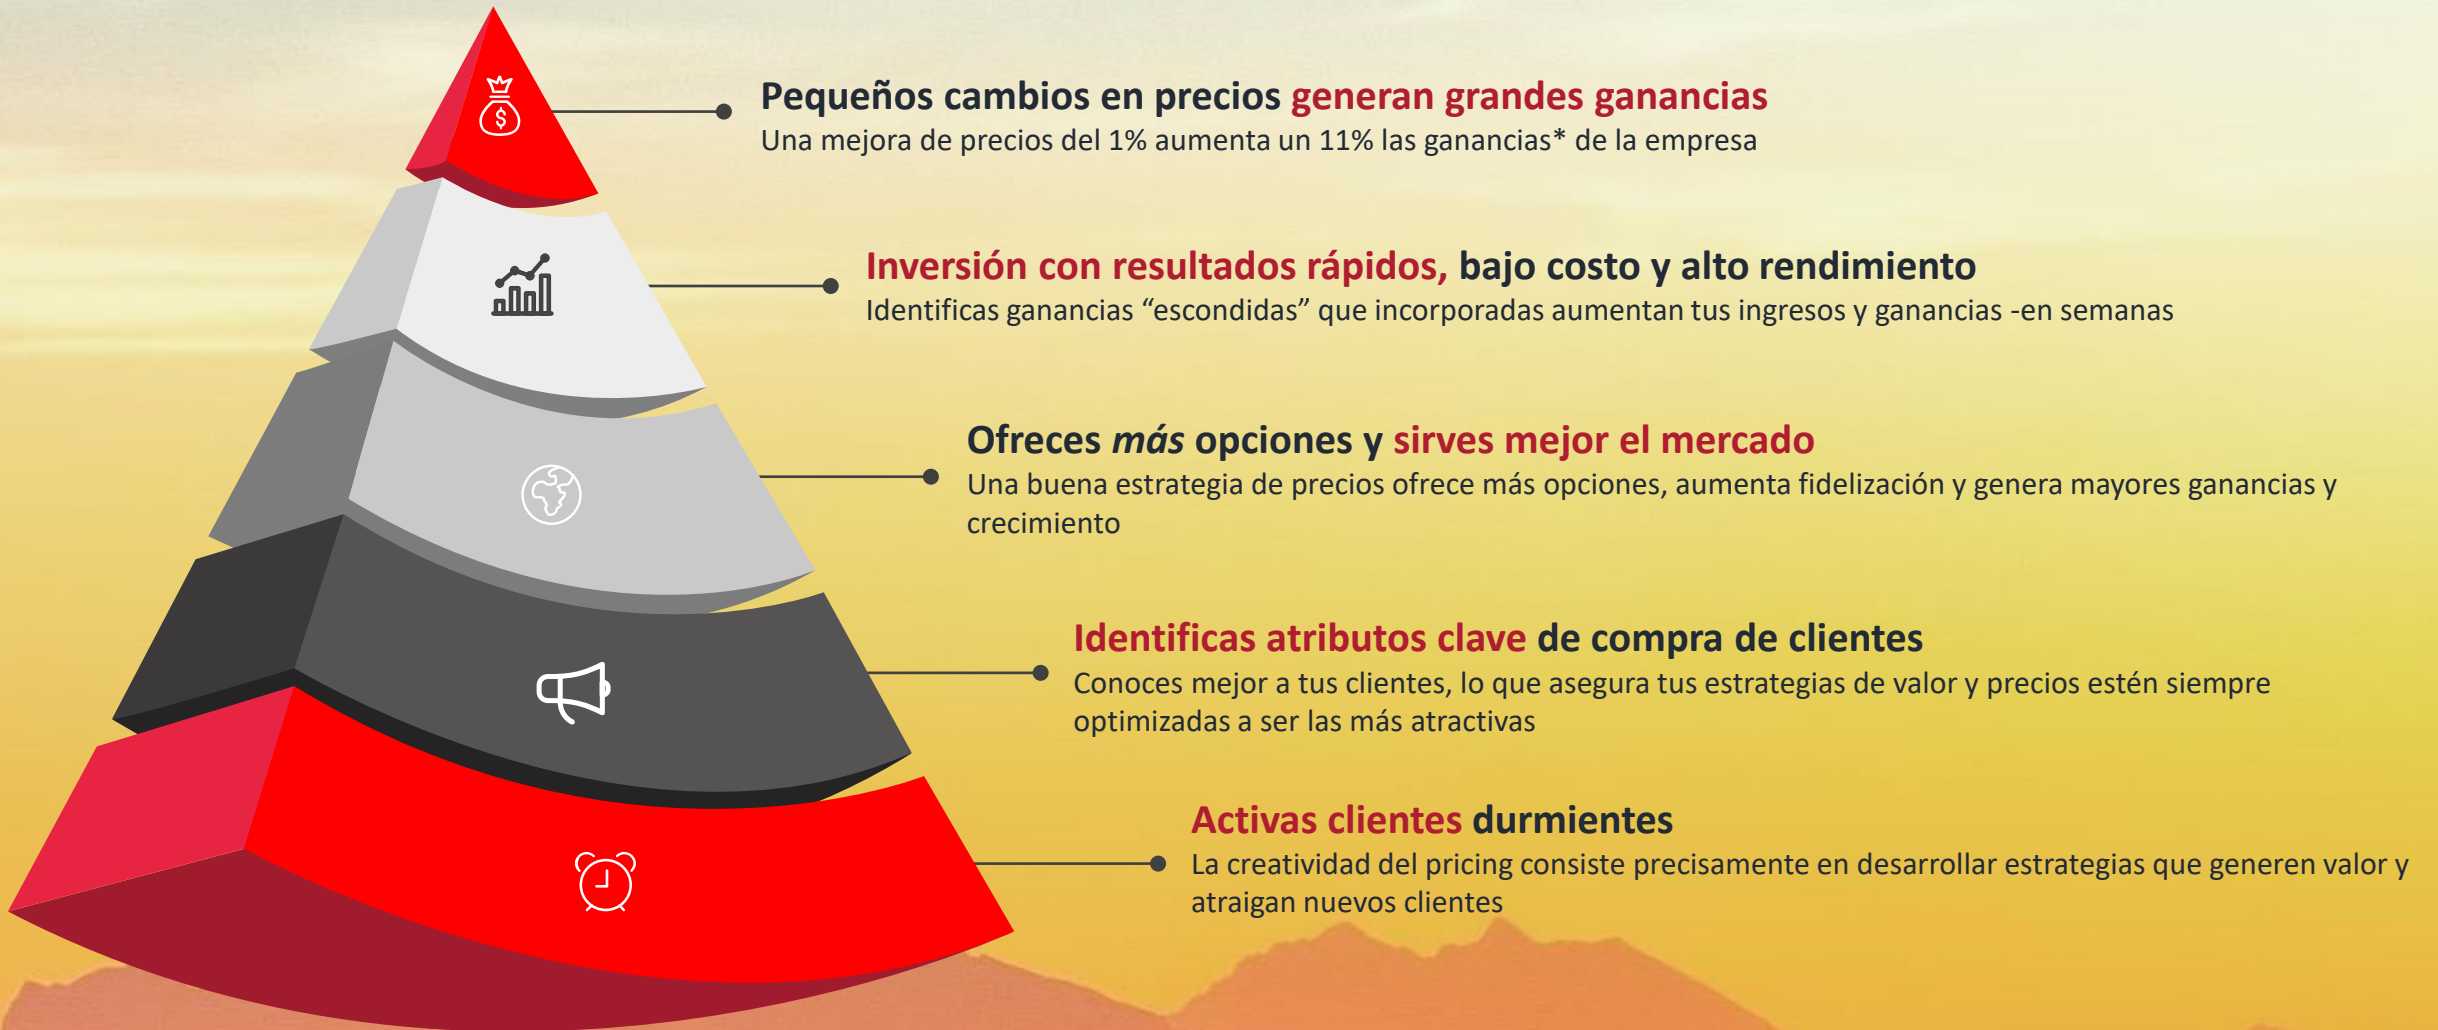 Pequeños cambios en precios generan grandes ganancias
Una mejora de precios del 1% aumenta un 11% las ganancias* de la empresa
Inversión con resultados rápidos, bajo costo y alto rendimiento
Identificas ganancias “escondidas” que incorporadas aumentan tus ingresos y ganancias -en semanas
Ofreces más opciones y sirves mejor el mercado
Una buena estrategia de precios ofrece más opciones, aumenta fidelización y genera mayores ganancias y
crecimiento
Identificas atributos clave de compra de clientes
Conoces mejor a tus clientes, lo que asegura tus estrategias de valor y precios estén siempre
optimizadas a ser las más atractivas
Activas clientes durmientes
La creatividad del pricing consiste precisamente en desarrollar estrategias que generen valor y
atraigan nuevos clientes
$